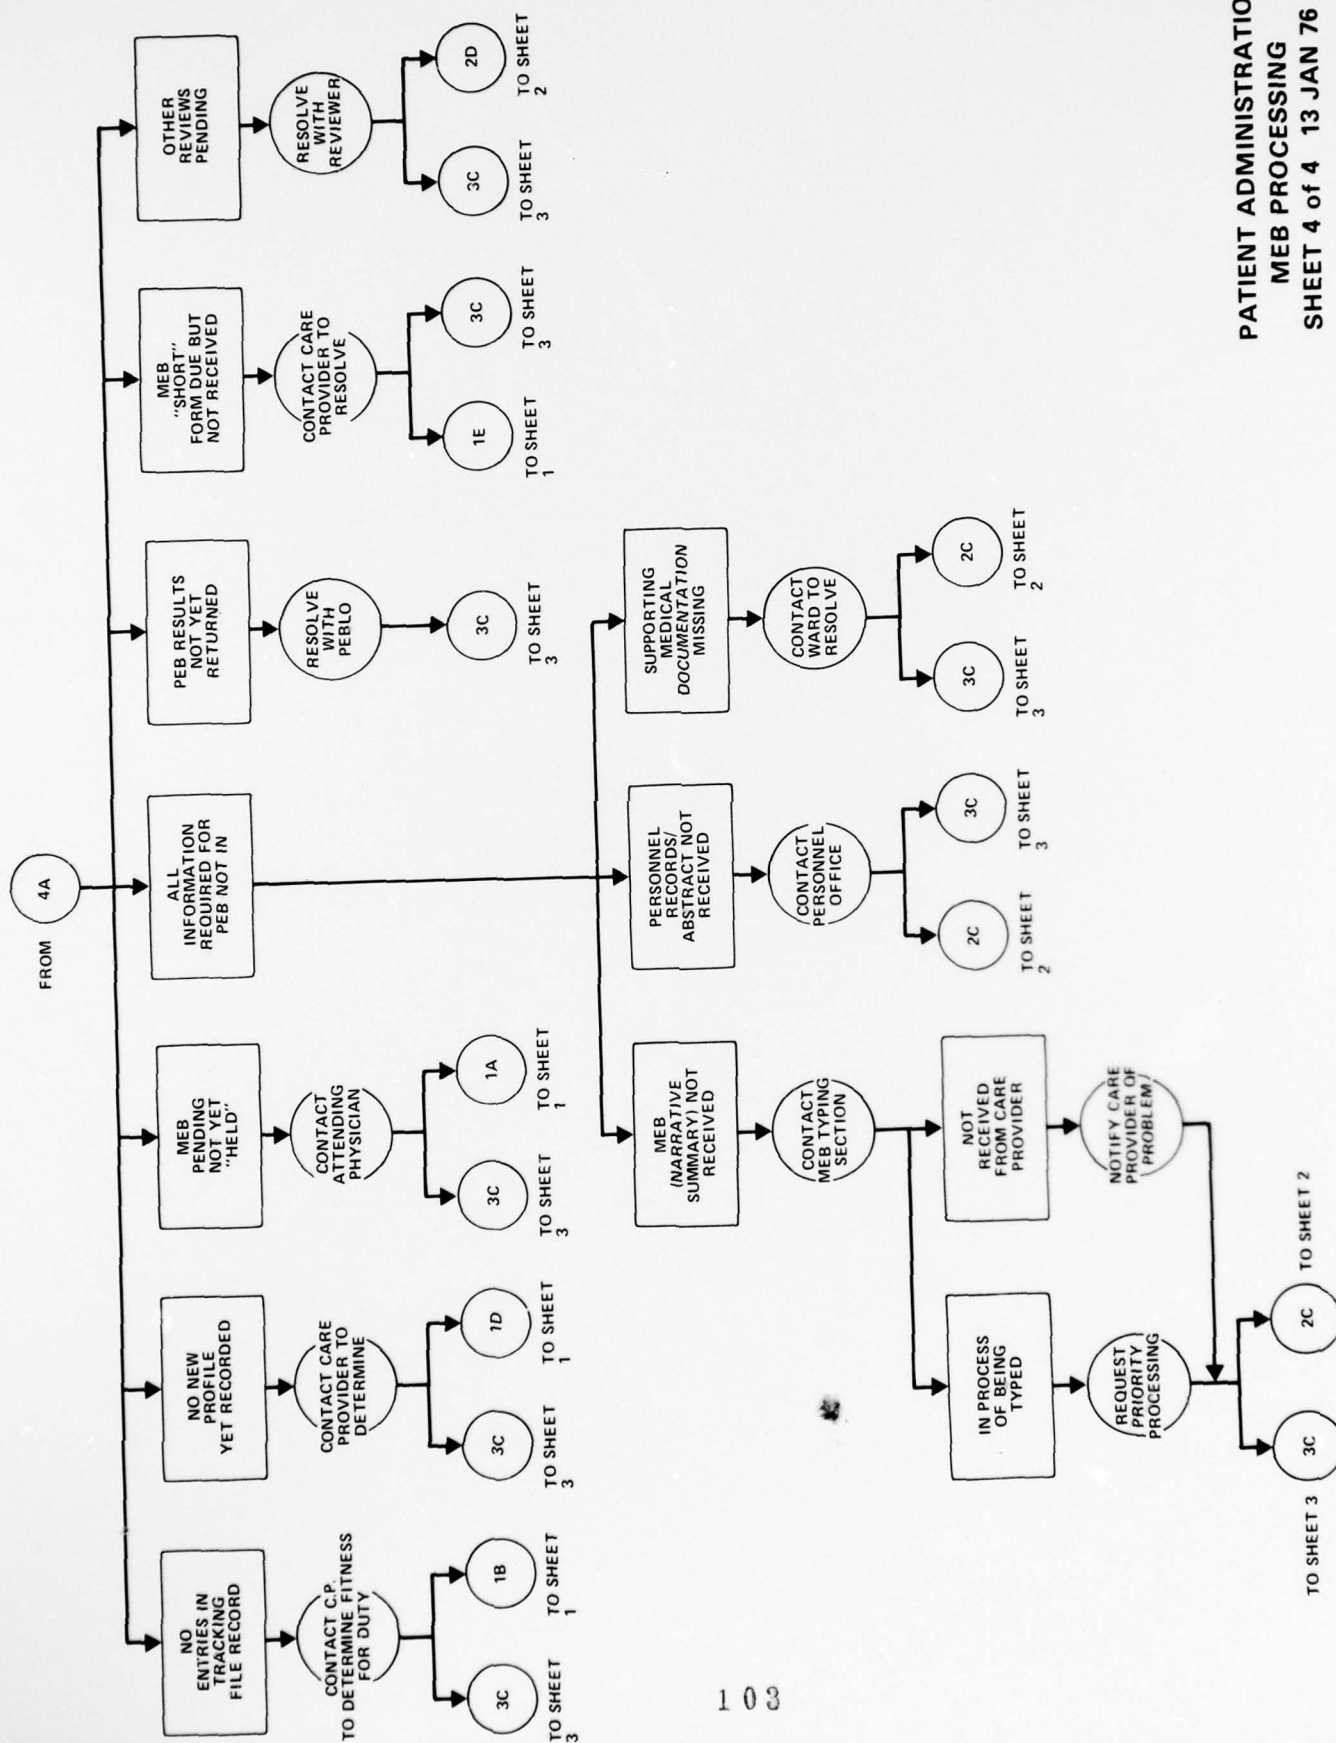 FROM
4A
NO
ENTRIES IN
TRACKING
FILE RECORD
CONTACT C.P.
TO DETERMINE FITNESS
FOR DUTY
3C
TO SHEET
3
1B
TO SHEET
1
NO NEW
PROFILE
YET RECORDED
CONTACT CARE
PROVIDER TO
DETERMINE
3C
TO SHEET
3
1D
TO SHEET
1
MEB
PENDING
NOT YET
"HELD"
CONTACT
ATTENDING
PHYSICIAN
3C
TO SHEET
3
1A
TO SHEET
1
ALL
INFORMATION
REQUIRED FOR
PEB NOT IN
PEB RESULTS
NOT YET
RETURNED
RESOLVE
WITH
PEBLO
3C
TO SHEET
3
MEB
"SHORT"
FORM DUE BUT
NOT RECEIVED
CONTACT CARE
PROVIDER TO
RESOLVE
1E
TO SHEET
1
3C
TO SHEET
3
OTHER
REVIEWS
PENDING
RESOLVE
WITH
REVIEWER
3C
TO SHEET
3
2D
TO SHEET
2
MEB
(NARRATIVE
SUMMARY) NOT
RECEIVED
CONTACT
MEB TYPING
SECTION
PERSONNEL
RECORDS/
ABSTRACT NOT
RECEIVED
CONTACT
PERSONNEL
OFFICE
2C
TO SHEET
2
3C
TO SHEET
3
SUPPORTING
MEDICAL
DOCUMENTATION
MISSING
CONTACT
WARD TO
RESOLVE
3C
TO SHEET
3
2C
TO SHEET
2
IN PROCESS
OF BEING
TYPED
REQUEST
PRIORITY
PROCESSING
NOT
RECEIVED
FROM CARE
PROVIDER
NOTIFY CARE
PROVIDER OF
PROBLEM
TO SHEET 3
3C
2C
TO SHEET 2
PATIENT ADMINISTRATIO
MEB PROCESSING
SHEET 4 of 4 13 JAN 76
103